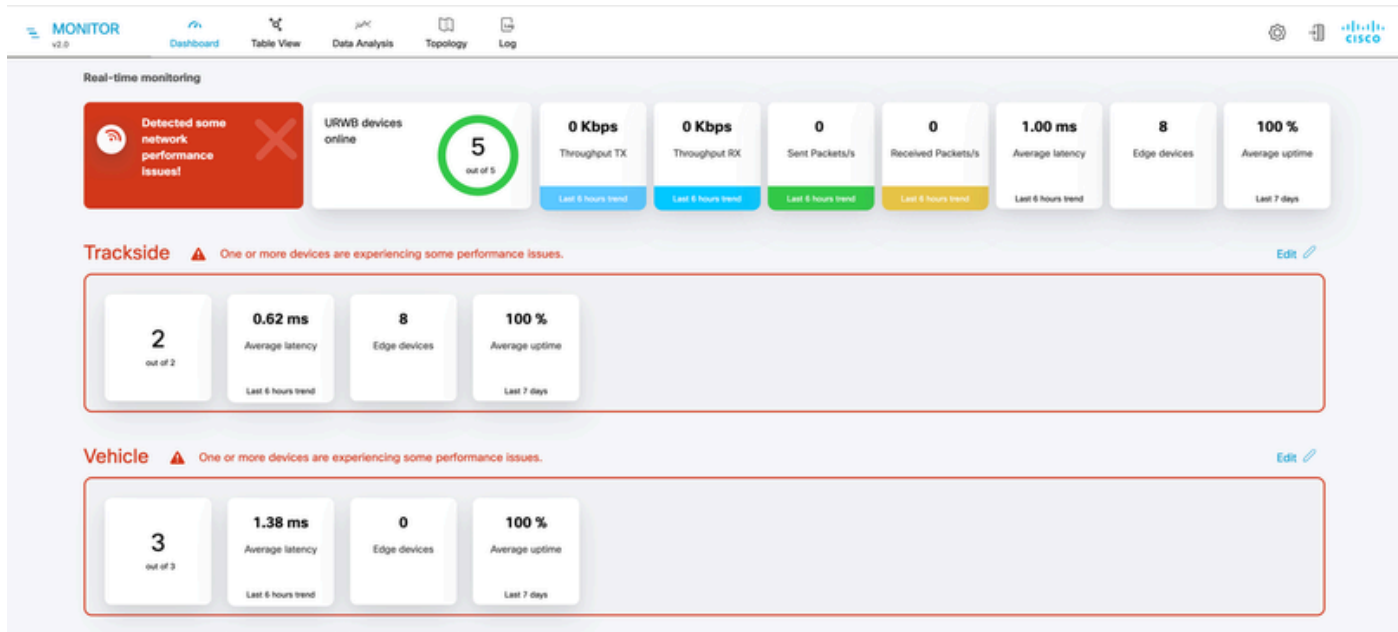 MONITOR
v2.0
Dashboard
Table View
Data Analysis
Topology
Log
CISCO
Real-time monitoring
Detected some
network
performance
issues!
URWB devices
online
5
out of 5
0 Kbps
Throughput TX
Last 6 hours trend
0 Kbps
Throughput RX
Last 6 hours trend
0
Sent Packets/s
Last 6 hours trend
0
Received Packets/s
Last 6 hours trend
1.00 ms
Average latency
Last 6 hours trend
8
Edge devices
100 %
Average uptime
Last 7 days
Trackside
One or more devices are experiencing some performance issues.
Edit
2
out of 2
0.62 ms
Average latency
Last 6 hours trend
8
Edge devices
100 %
Average uptime
Last 7 days
Vehicle
One or more devices are experiencing some performance issues.
Edit
3
out of 3
1.38 ms
Average latency
Last 6 hours trend
0
Edge devices
100 %
Average uptime
Last 7 days